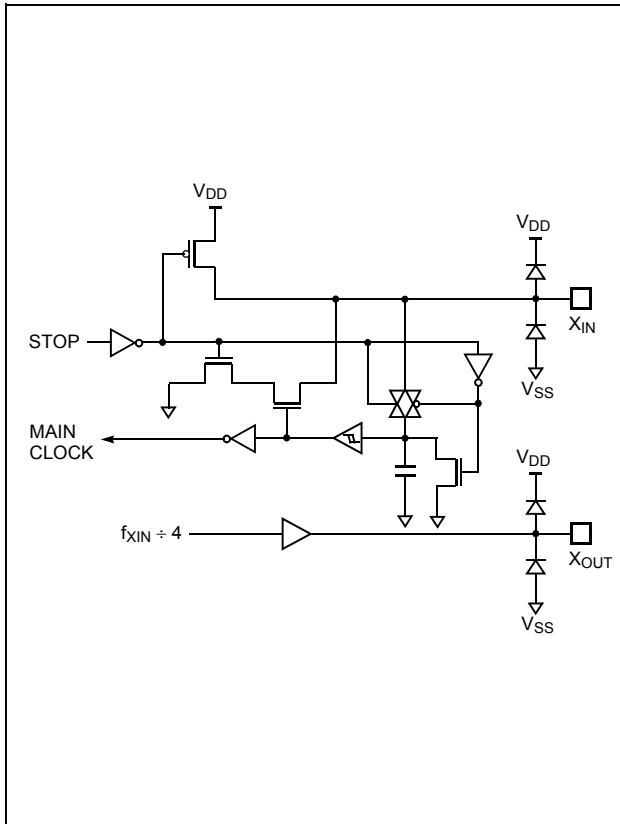 VDD
VDD
XIN
STOP
VSS
MAIN
CLOCK
VDD
fXIN ÷ 4
XOUT
VSS